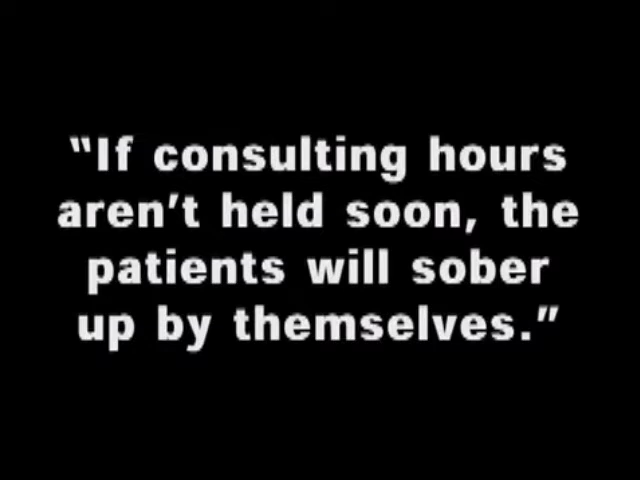 “If consulting hours
aren’t held soon, the
patients will sober
up by themselves.”